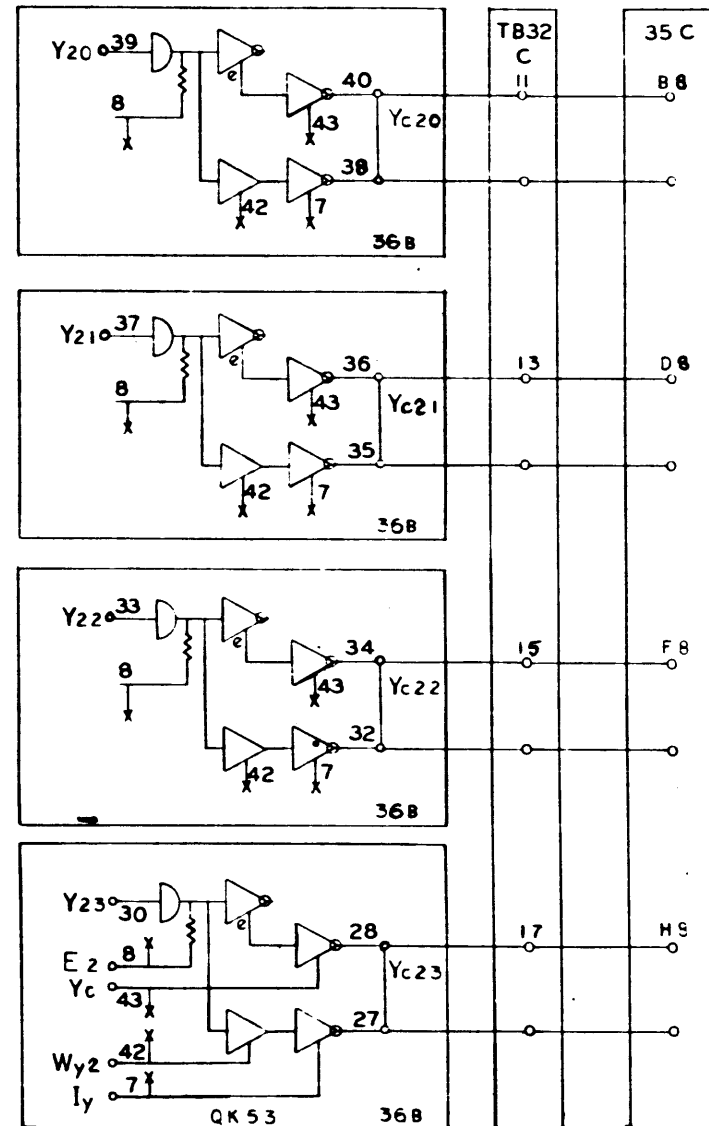 TB32 35 C
C
Y20 39 40 11 B8
e
8 43 Yc20
38
42 7
36B
Y21 37 36 13 D8
e
8 43 Yc21
35
42 7
36B
Y22 33 34 15 F8
e
8 43 Yc22
32
42 7
36B
Y23 30 28 17 H9
e
E2 8 Yc23
Yc 43
27
Wy2 42
Iy 7
QK53 36B